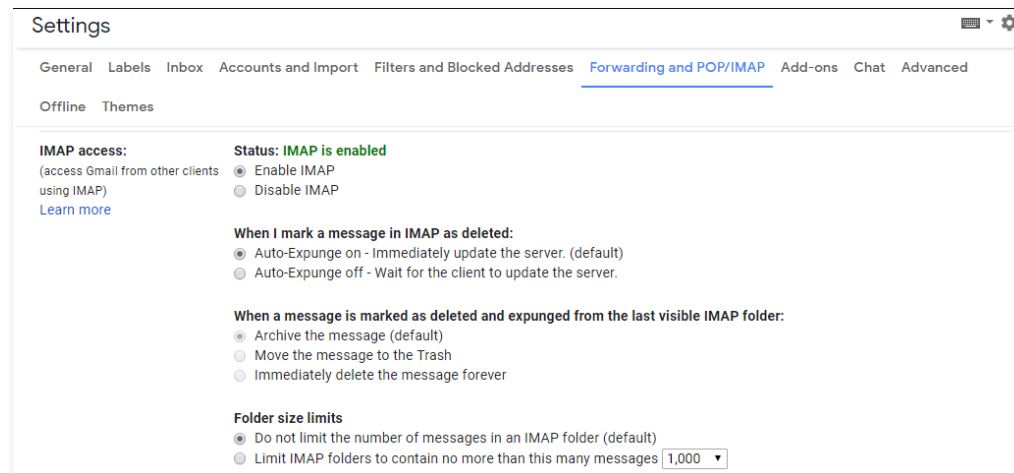 Settings
General Labels Inbox Accounts and Import Filters and Blocked Addresses Forwarding and POP/IMAP Add-ons Chat Advanced
Offline Themes
IMAP access:
(access Gmail from other clients
using IMAP)
Learn more
Status: IMAP is enabled
Enable IMAP
Disable IMAP
When I mark a message in IMAP as deleted:
Auto-Expunge on - Immediately update the server. (default)
Auto-Expunge off - Wait for the client to update the server.
When a message is marked as deleted and expunged from the last visible IMAP folder:
Archive the message (default)
Move the message to the Trash
Immediately delete the message forever
Folder size limits
Do not limit the number of messages in an IMAP folder (default)
Limit IMAP folders to contain no more than this many messages 1,000